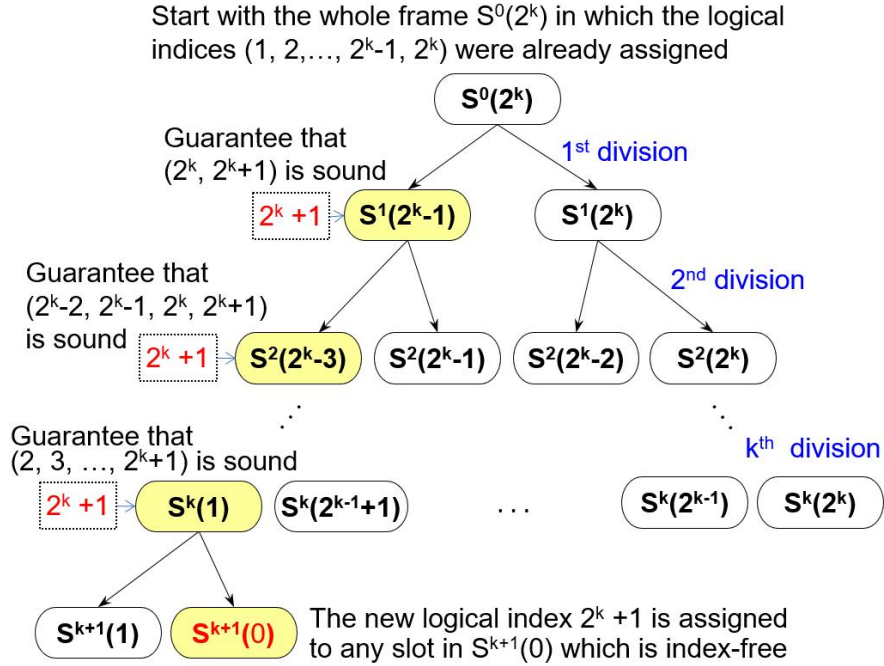 Start with the whole frame S⁰(2ᵏ) in which the logical
indices (1, 2,…, 2ᵏ-1, 2ᵏ) were already assigned
S⁰(2ᵏ)
Guarantee that
(2ᵏ, 2ᵏ+1) is sound
1ˢᵗ division
2ᵏ +1
S¹(2ᵏ-1)
S¹(2ᵏ)
Guarantee that
(2ᵏ-2, 2ᵏ-1, 2ᵏ, 2ᵏ+1)
is sound
2ⁿᵈ division
2ᵏ +1
S²(2ᵏ-3)
S²(2ᵏ-1)
S²(2ᵏ-2)
S²(2ᵏ)
...
...
Guarantee that
(2, 3, …, 2ᵏ+1) is sound
kᵗʰ division
2ᵏ +1
Sᵏ(1)
Sᵏ(2ᵏ⁻¹+1)
...
Sᵏ(2ᵏ⁻¹)
Sᵏ(2ᵏ)
Sᵏ⁺¹(1)
Sᵏ⁺¹(0)
The new logical index 2ᵏ +1 is assigned
to any slot in Sᵏ⁺¹(0) which is index-free